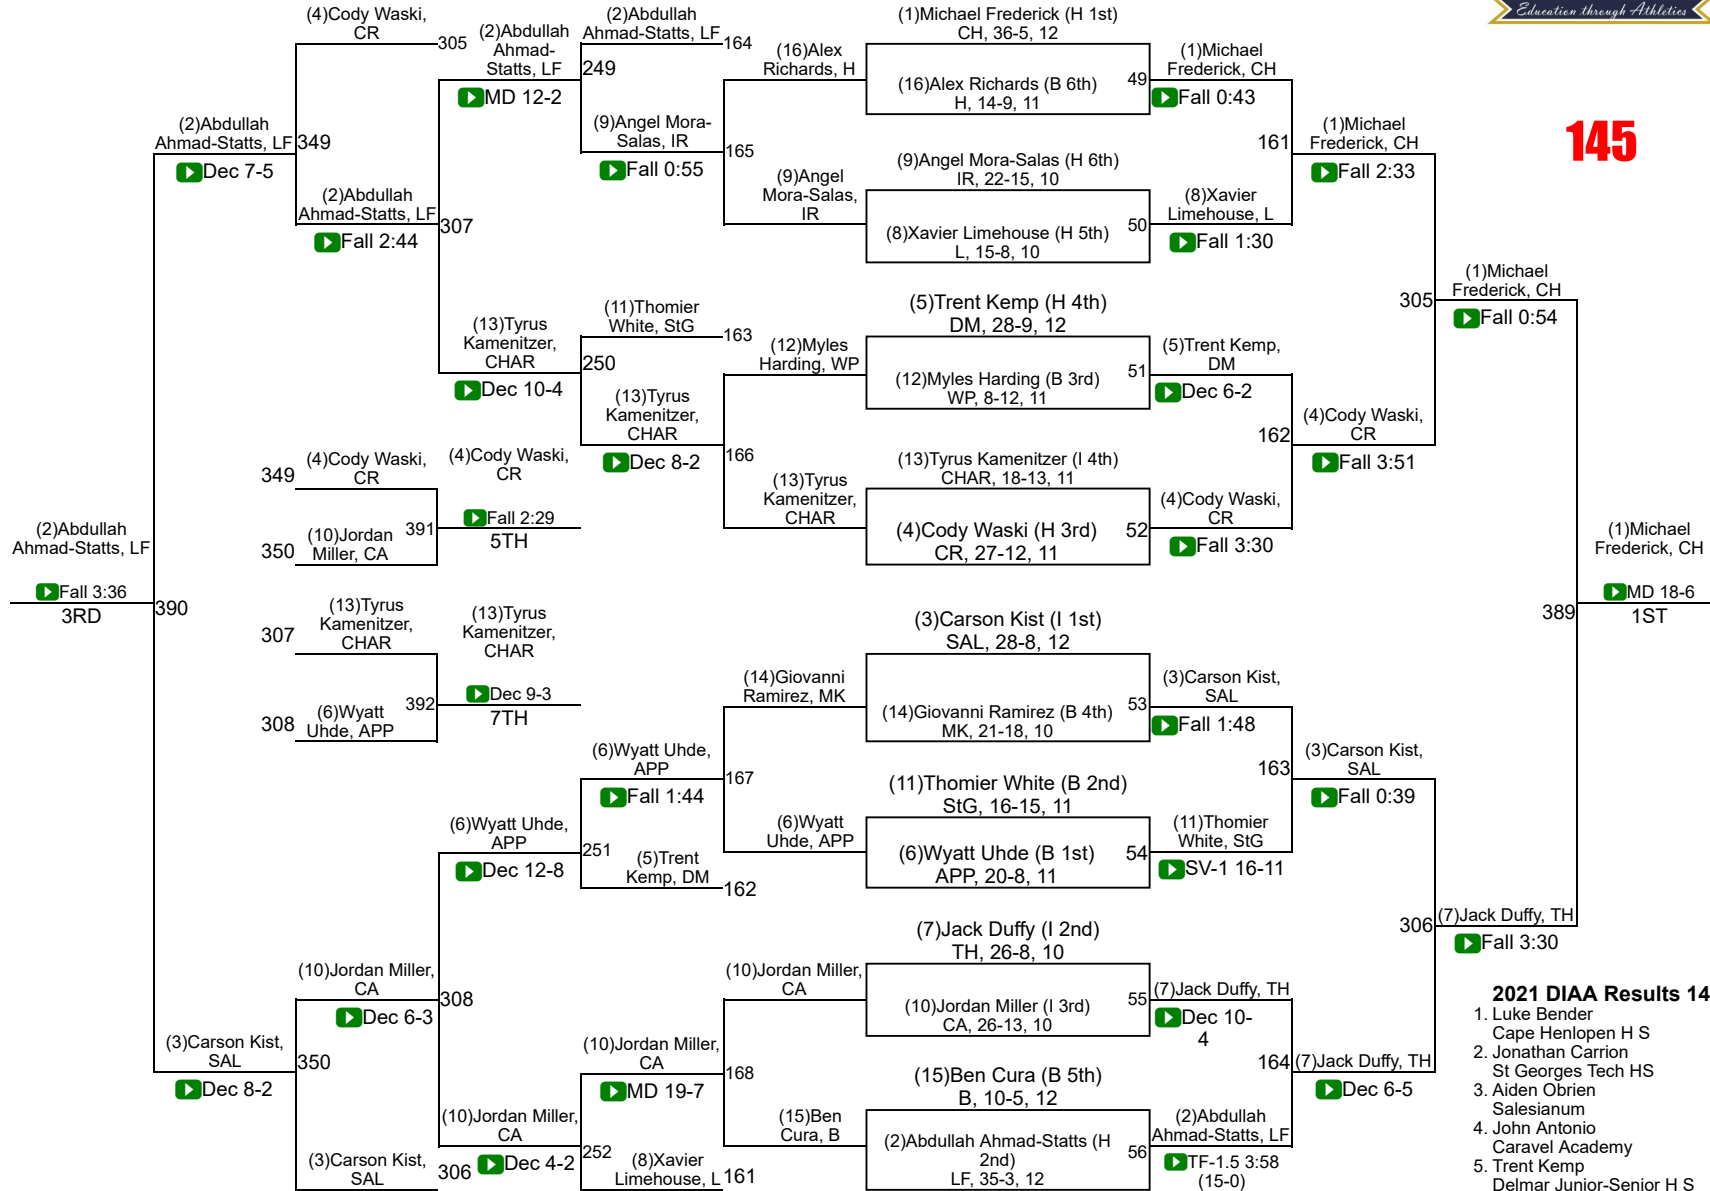 Education through Athletics
145
(4)Cody Waski,
CR
305
(2)Abdullah
Ahmad-Statts, LF
349
Dec 7-5
(2)Abdullah
Ahmad-Statts, LF
Fall 2:44
(2)Abdullah
Ahmad-
Statts, LF
MD 12-2
307
(13)Tyrus
Kamenitzer,
CHAR
Dec 10-4
(2)Abdullah
Ahmad-Statts, LF
164
249
(9)Angel Mora-
Salas, IR
Fall 0:55
(11)Thomier
White, StG
163
250
(13)Tyrus
Kamenitzer,
CHAR
Dec 8-2
(16)Alex
Richards, H
165
(9)Angel
Mora-Salas,
IR
(12)Myles
Harding, WP
166
(13)Tyrus
Kamenitzer,
CHAR
(1)Michael Frederick (H 1st)
CH, 36-5, 12
(16)Alex Richards (B 6th)
H, 14-9, 11
49
(9)Angel Mora-Salas (H 6th)
IR, 22-15, 10
(8)Xavier Limehouse (H 5th)
L, 15-8, 10
50
(5)Trent Kemp (H 4th)
DM, 28-9, 12
(12)Myles Harding (B 3rd)
WP, 8-12, 11
51
(13)Tyrus Kamenitzer (I 4th)
CHAR, 18-13, 11
(4)Cody Waski (H 3rd)
CR, 27-12, 11
52
(1)Michael
Frederick, CH
Fall 0:43
161
(8)Xavier
Limehouse, L
Fall 1:30
(5)Trent Kemp,
DM
Dec 6-2
162
(4)Cody Waski,
CR
Fall 3:30
(1)Michael
Frederick, CH
Fall 2:33
305
(4)Cody Waski,
CR
Fall 3:51
(1)Michael
Frederick, CH
Fall 0:54
349
(4)Cody Waski,
CR
(4)Cody Waski,
CR
350
(10)Jordan
Miller, CA
391
Fall 2:29
5TH
(2)Abdullah
Ahmad-Statts, LF
Fall 3:36
3RD
390
307
(13)Tyrus
Kamenitzer,
CHAR
(13)Tyrus
Kamenitzer,
CHAR
308
(6)Wyatt
Uhde, APP
392
Dec 9-3
7TH
(1)Michael
Frederick, CH
389
MD 18-6
1ST
(3)Carson Kist (I 1st)
SAL, 28-8, 12
(14)Giovanni Ramirez (B 4th)
MK, 21-18, 10
53
(11)Thomier White (B 2nd)
StG, 16-15, 11
(6)Wyatt Uhde (B 1st)
APP, 20-8, 11
54
(7)Jack Duffy (I 2nd)
TH, 26-8, 10
(10)Jordan Miller (I 3rd)
CA, 26-13, 10
55
(15)Ben Cura (B 5th)
B, 10-5, 12
(2)Abdullah Ahmad-Statts (H
2nd)
LF, 35-3, 12
56
(14)Giovanni
Ramirez, MK
167
(6)Wyatt
Uhde, APP
(10)Jordan Miller,
CA
168
(15)Ben
Cura, B
(6)Wyatt Uhde,
APP
Fall 1:44
251
(5)Trent
Kemp, DM
162
(10)Jordan Miller,
CA
MD 19-7
252
(8)Xavier
Limehouse, L
161
(6)Wyatt Uhde,
APP
Dec 12-8
308
(10)Jordan Miller,
CA
Dec 4-2
(10)Jordan Miller,
CA
Dec 6-3
350
(3)Carson Kist,
SAL
306
(3)Carson Kist,
SAL
Dec 8-2
(3)Carson Kist,
SAL
Fall 1:48
163
(11)Thomier
White, StG
SV-1 16-11
(7)Jack Duffy, TH
Dec 10-
4
164
(2)Abdullah
Ahmad-Statts, LF
TF-1.5 3:58
(15-0)
(3)Carson Kist,
SAL
Fall 0:39
306
(7)Jack Duffy, TH
Dec 6-5
(7)Jack Duffy, TH
Fall 3:30
2021 DIAA Results 14
1. Luke Bender
Cape Henlopen H S
2. Jonathan Carrion
St Georges Tech HS
3. Aiden Obrien
Salesianum
4. John Antonio
Caravel Academy
5. Trent Kemp
Delmar Junior-Senior H S